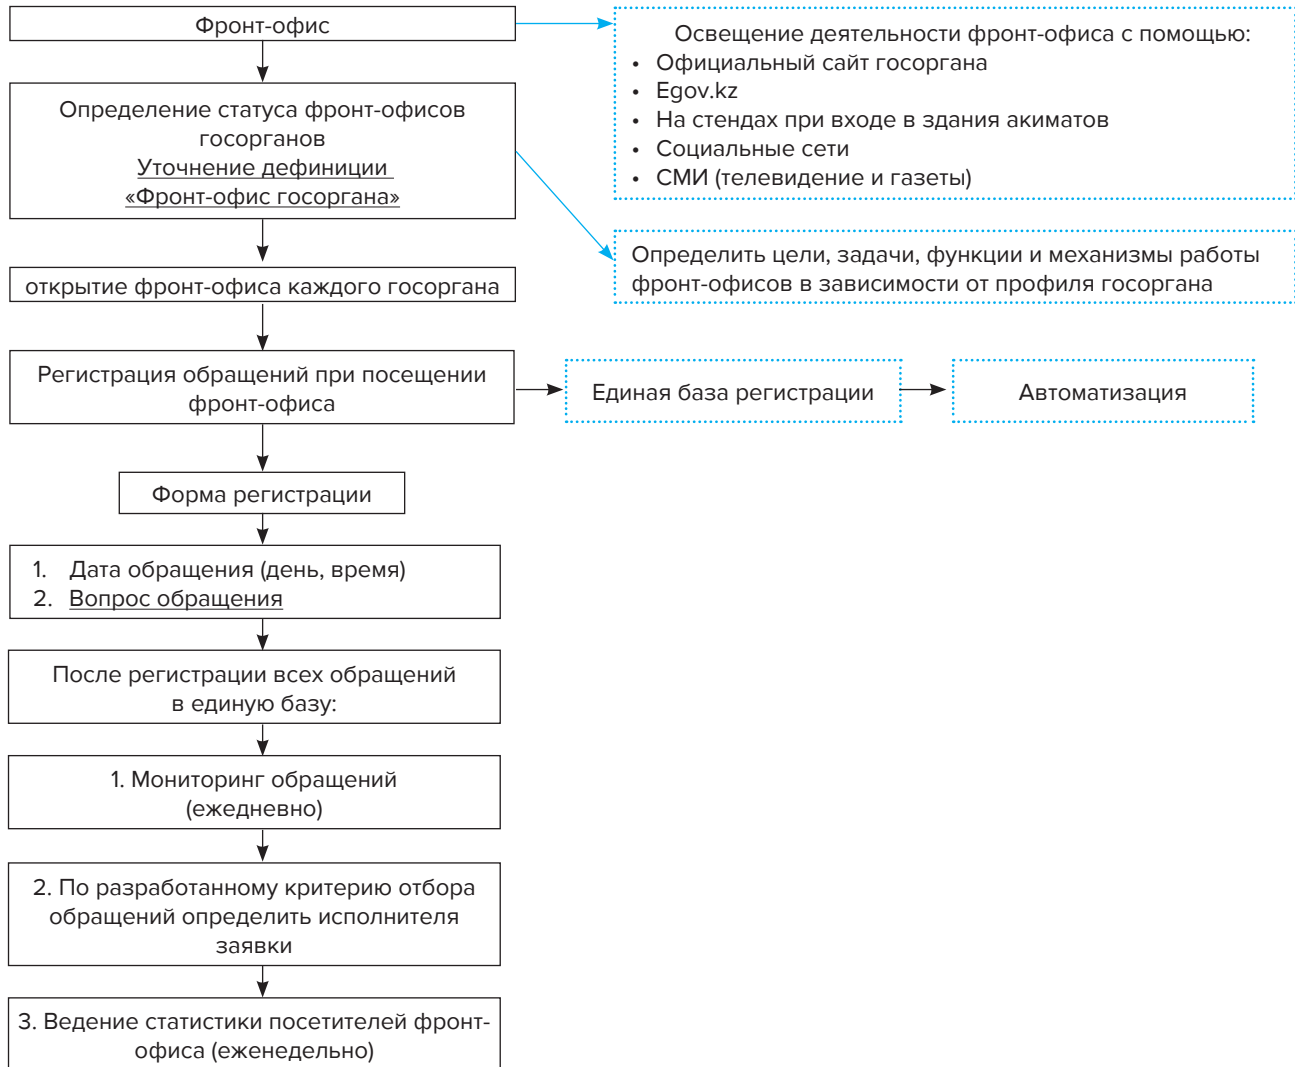 Фронт-офис
Освещение деятельности фронт-офиса с помощью:
• Официальный сайт госоргана
• Egov.kz
• На стендах при входе в здания акиматов
• Социальные сети
• СМИ (телевидение и газеты)
Определение статуса фронт-офисов
госорганов
Уточнение дефиниции
«Фронт-офис госоргана»
Определить цели, задачи, функции и механизмы работы
фронт-офисов в зависимости от профиля госоргана
открытие фронт-офиса каждого госоргана
Регистрация обращений при посещении
фронт-офиса
Единая база регистрации
Автоматизация
Форма регистрации
1. Дата обращения (день, время)
2. Вопрос обращения
После регистрации всех обращений
в единую базу:
1. Мониторинг обращений
(ежедневно)
2. По разработанному критерию отбора
обращений определить исполнителя
заявки
3. Ведение статистики посетителей фронт-
офиса (еженедельно)